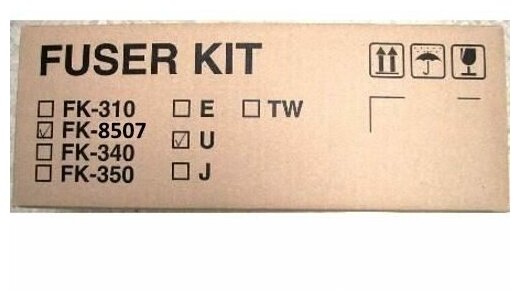 FUSER KIT
FK-310 E TW
FK-8507 U
FK-340
FK-350 J